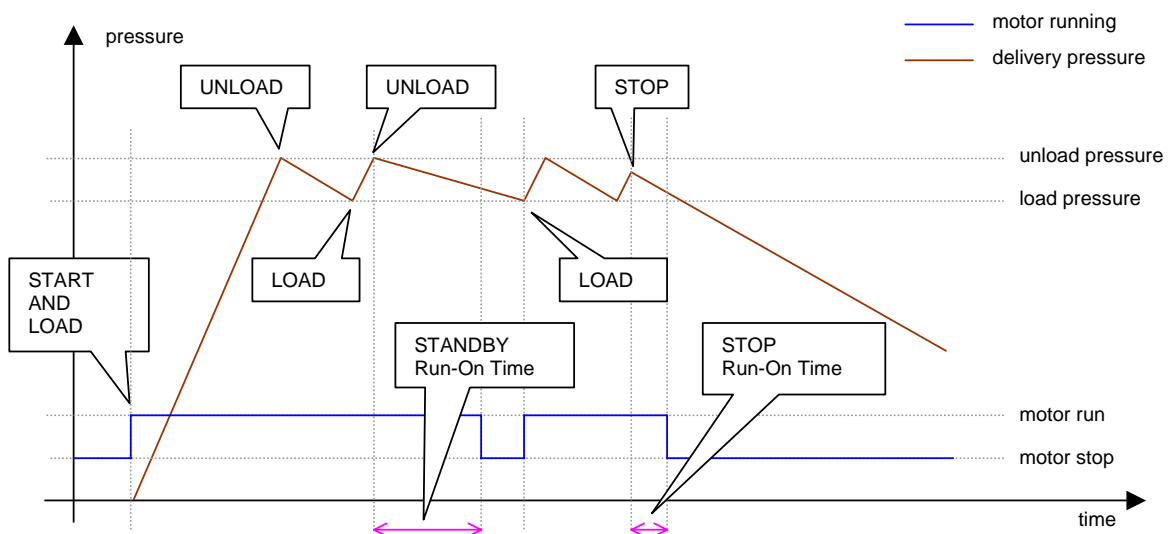 motor running
pressure
delivery pressure
UNLOAD
UNLOAD
STOP
unload pressure
load pressure
START
AND
LOAD
LOAD
LOAD
STANDBY
Run-On Time
STOP
Run-On Time
motor run
motor stop
time